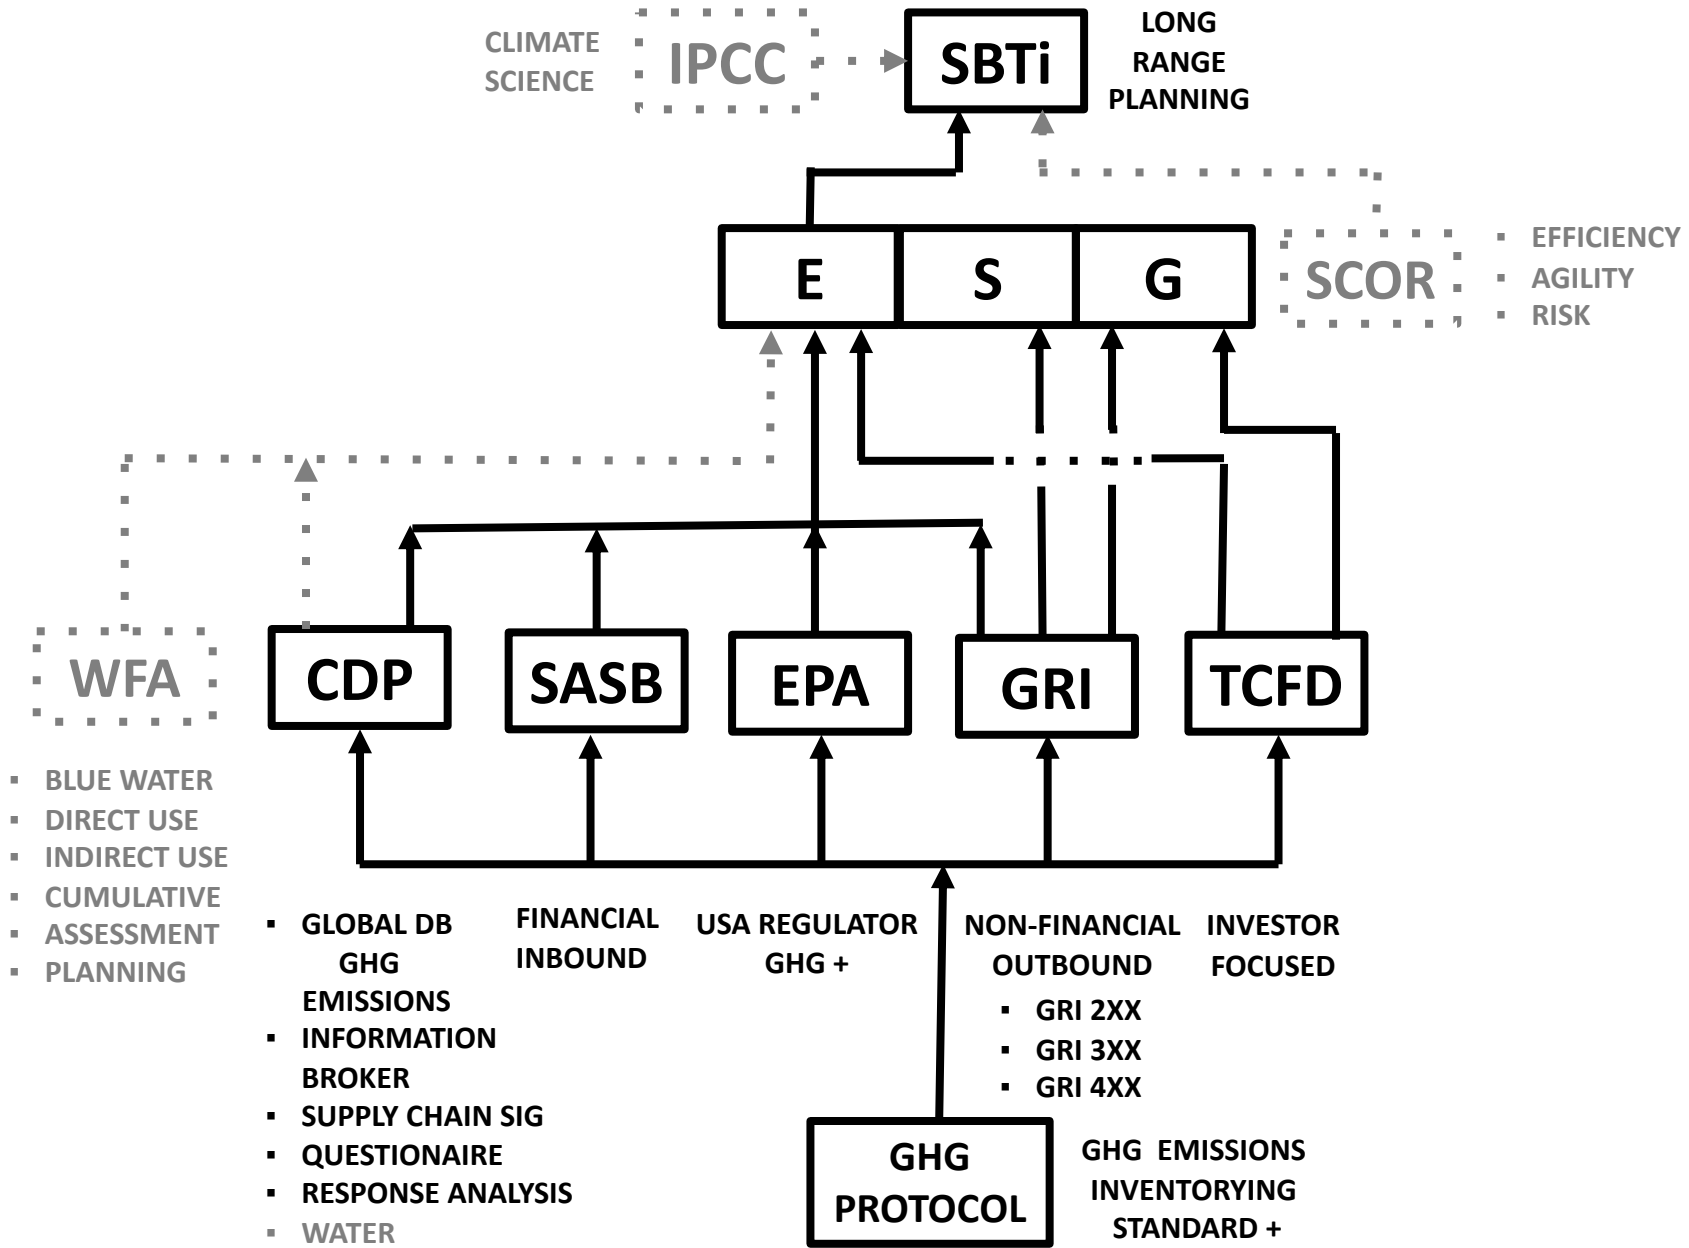 CLIMATE
SCIENCE
IPCC
SBTi
LONG
RANGE
PLANNING
E
S
G
SCOR
▪ EFFICIENCY
▪ AGILITY
▪ RISK
WFA
CDP
SASB
EPA
GRI
TCFD
▪ BLUE WATER
▪ DIRECT USE
▪ INDIRECT USE
▪ CUMULATIVE
▪ ASSESSMENT
▪ PLANNING
▪ GLOBAL DB
GHG
EMISSIONS
▪ INFORMATION
BROKER
▪ SUPPLY CHAIN SIG
▪ QUESTIONAIRE
▪ RESPONSE ANALYSIS
▪ WATER
FINANCIAL
INBOUND
USA REGULATOR
GHG +
NON-FINANCIAL
OUTBOUND
▪ GRI 2XX
▪ GRI 3XX
▪ GRI 4XX
INVESTOR
FOCUSED
GHG
PROTOCOL
GHG EMISSIONS
INVENTORYING
STANDARD +